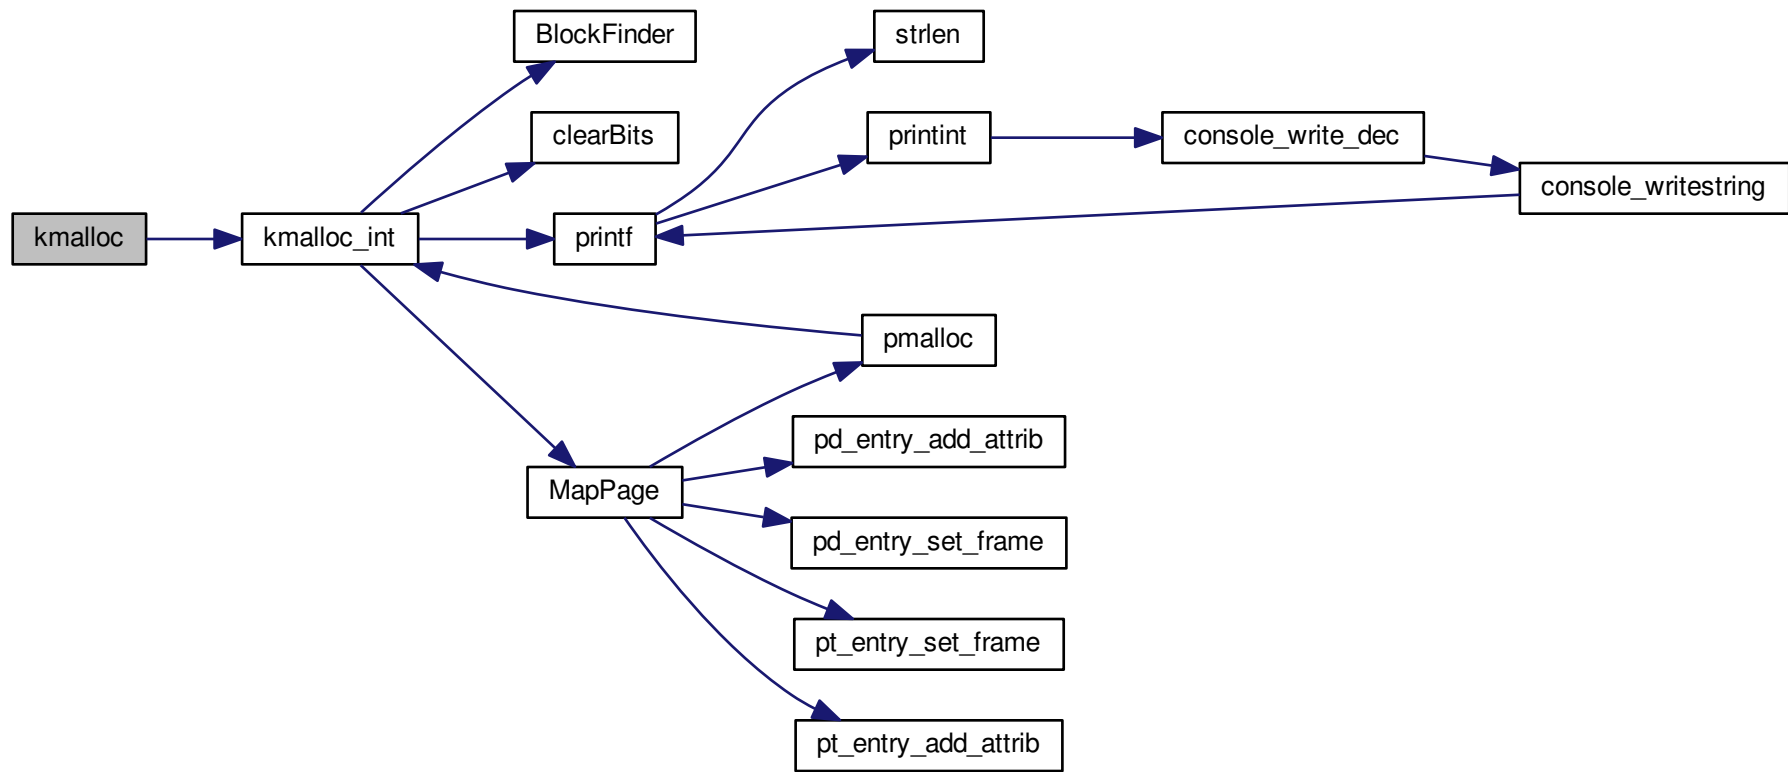 BlockFinder
strlen
clearBits
printint
console_write_dec
console_writestring
kmalloc
kmalloc_int
printf
pmalloc
pd_entry_add_attrib
MapPage
pd_entry_set_frame
pt_entry_set_frame
pt_entry_add_attrib